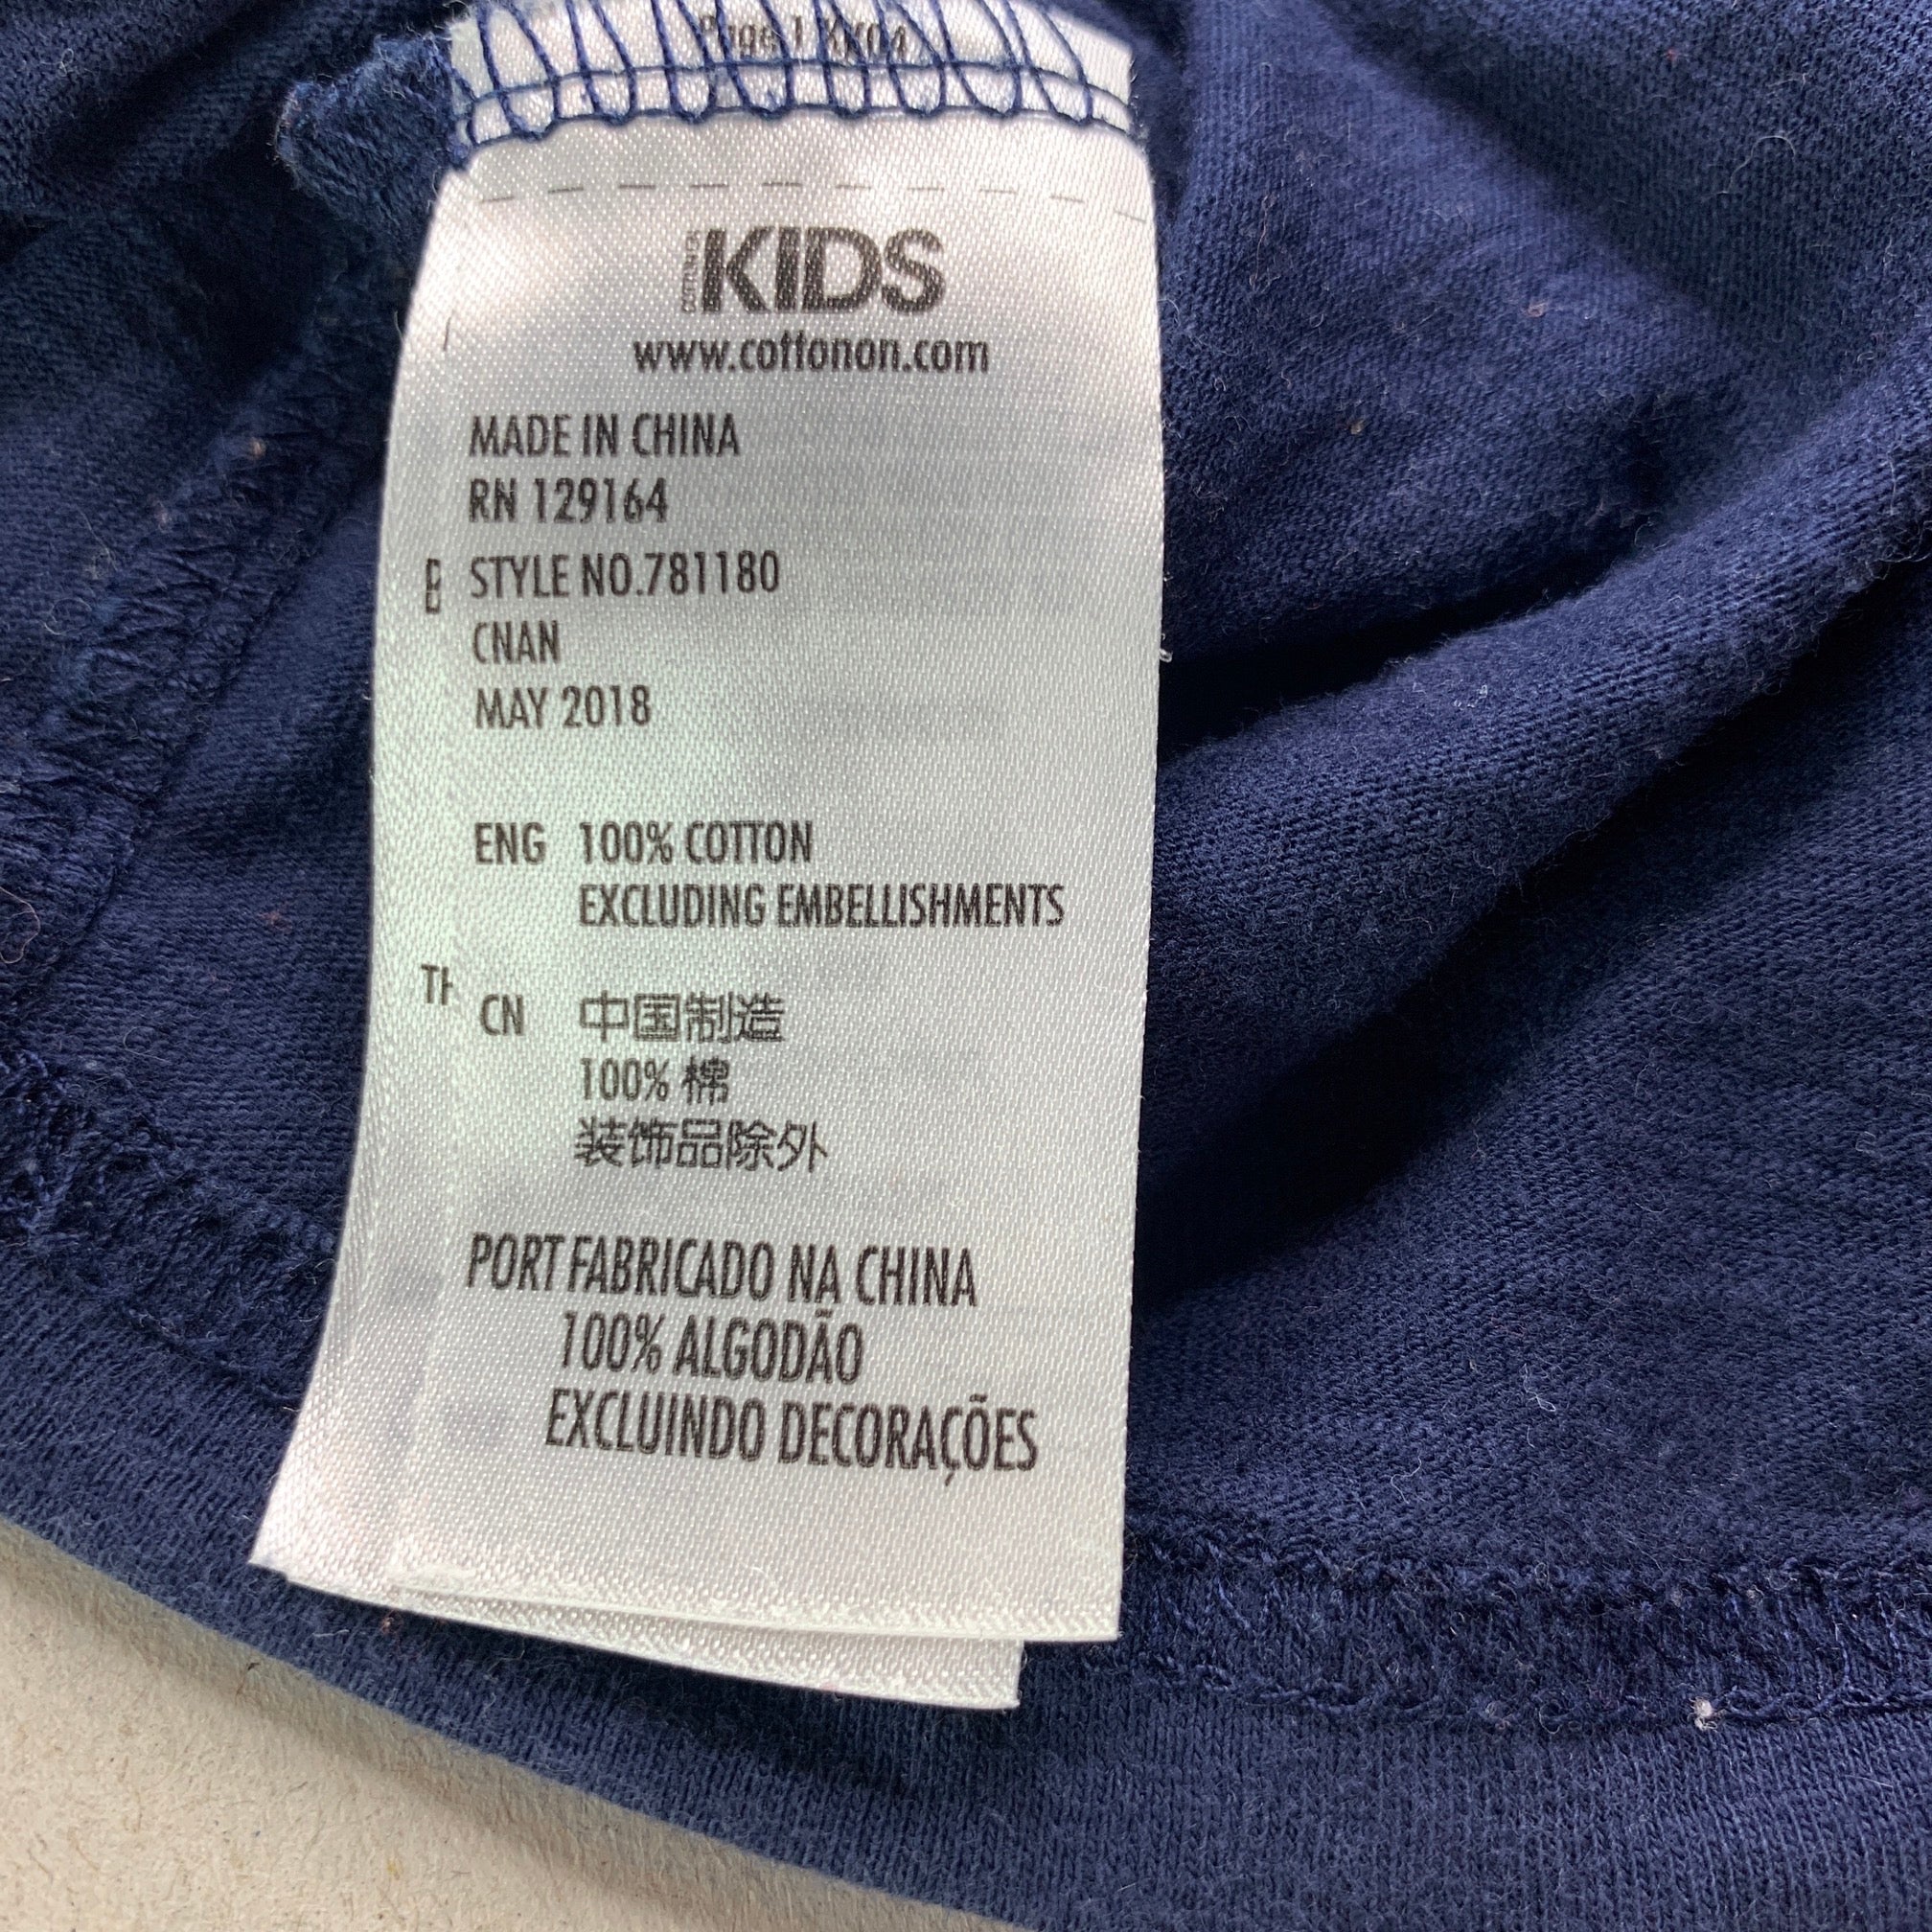 COTTON ON KIDS
www.cottonon.com
MADE IN CHINA
RN 129164
STYLE NO.781180
CNAN
MAY 2018
ENG 100% COTTON
EXCLUDING EMBELLISHMENTS
CN 中国制造
100% 棉
装饰品除外
PORT FABRICADO NA CHINA
100% ALGODÃO
EXCLUINDO DECORAÇÕES